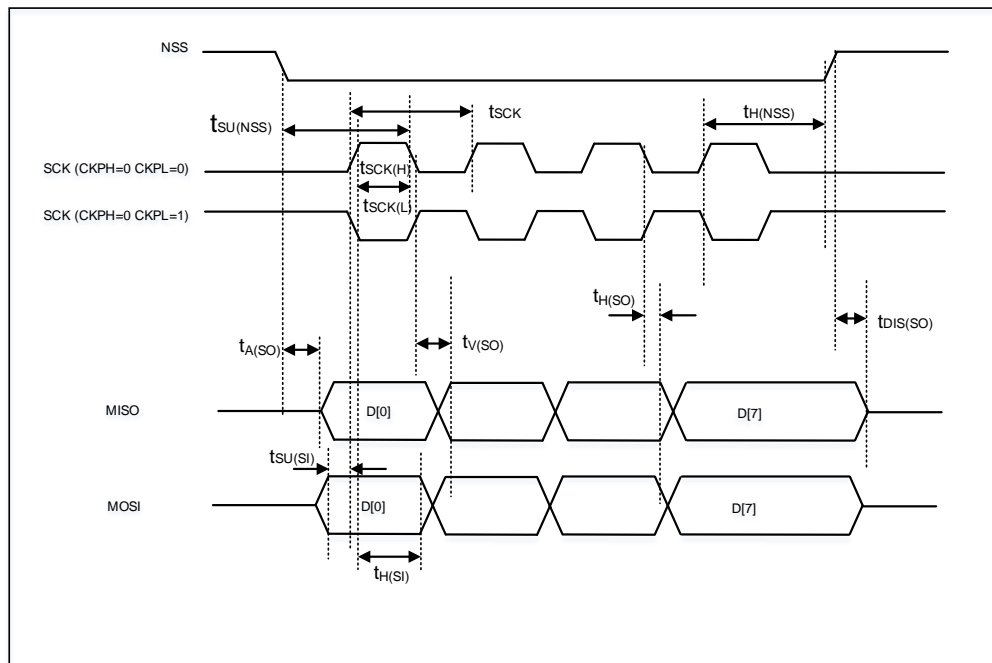 NSS
tSCK
tH(NSS)
tSU(NSS)
SCK (CKPH=0 CKPL=0)
tSCK(H)
tSCK(L)
SCK (CKPH=0 CKPL=1)
tH(SO)
tDIS(SO)
tA(SO)
tV(SO)
MISO
D[0]
D[7]
tSU(SI)
MOSI
D[0]
D[7]
tH(SI)